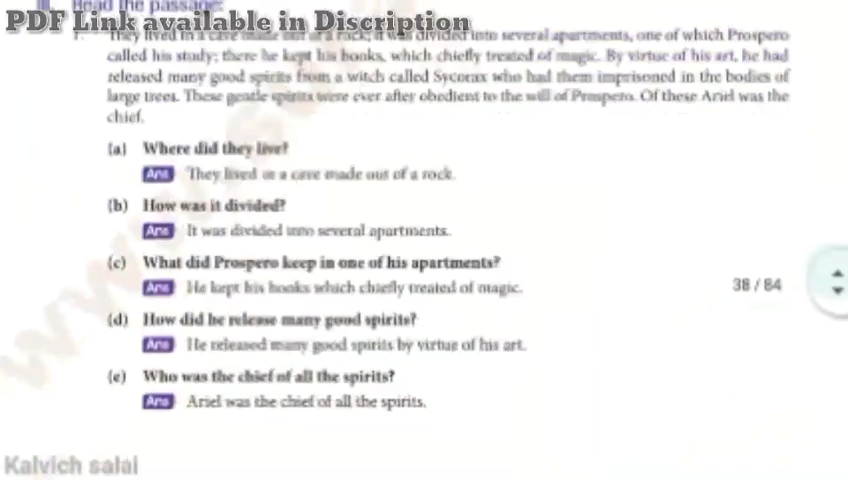 III. Read the passage:
PDF Link available in Discription
1. They lived in a cave made out of a rock; it was divided into several apartments, one of which Prospero
called his study; there he kept his books, which chiefly treated of magic. By virtue of his art, he had
released many good spirits from a witch called Sycorax who had them imprisoned in the bodies of
large trees. These gentle spirits were ever after obedient to the will of Prospero. Of these Ariel was the
chief.
(a) Where did they live?
Ans They lived in a cave made out of a rock.
(b) How was it divided?
Ans It was divided into several apartments.
(c) What did Prospero keep in one of his apartments?
Ans He kept his books which chiefly treated of magic.
38 / 84
(d) How did he release many good spirits?
Ans He released many good spirits by virtue of his art.
(e) Who was the chief of all the spirits?
Ans Ariel was the chief of all the spirits.
Kalvich salai